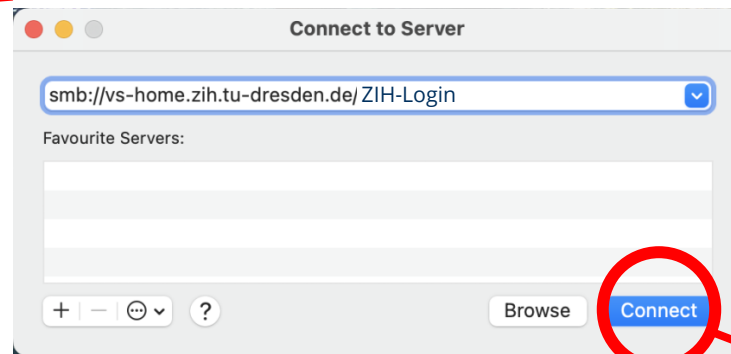 Connect to Server
smb://vs-home.zih.tu-dresden.de/ZIH-Login
Favourite Servers:
?
Browse
Connect